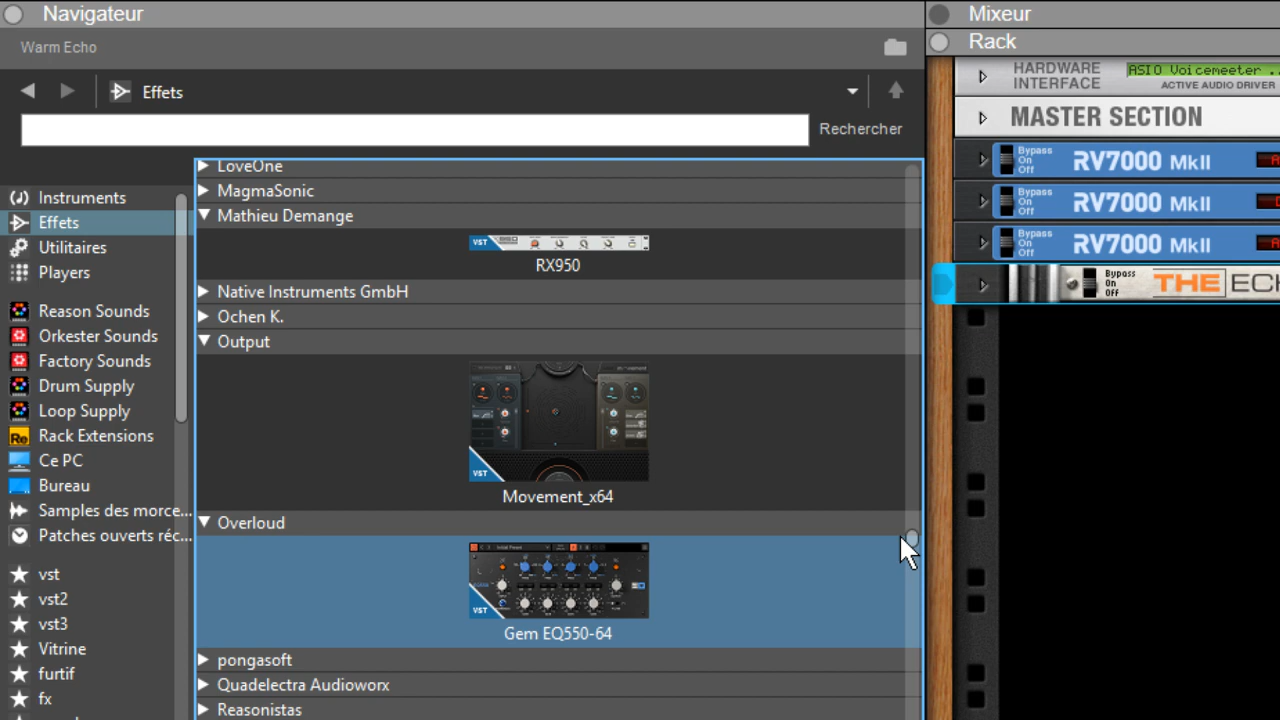 Navigateur
Warm Echo
Effets
Rechercher
Instruments
Effets
Utilitaires
Players
Reason Sounds
Orkester Sounds
Factory Sounds
Drum Supply
Loop Supply
Rack Extensions
Ce PC
Bureau
Samples des morce...
Patches ouverts réc...
vst
vst2
vst3
Vitrine
furtif
fx
LoveOne
MagmaSonic
Mathieu Demange
VST
RX950
Native Instruments GmbH
Ochen K.
Output
VST
Movement_x64
Overloud
VST
Gem EQ550-64
pongasoft
Quadelectra Audioworx
Reasonistas
Mixeur
Rack
HARDWARE
INTERFACE
ASIO Voicemeeter ..
ACTIVE AUDIO DRIVER
MASTER SECTION
Bypass
On
Off
RV7000 MkII
Bypass
On
Off
RV7000 MkII
Bypass
On
Off
RV7000 MkII
Bypass
On
Off
THE ECH